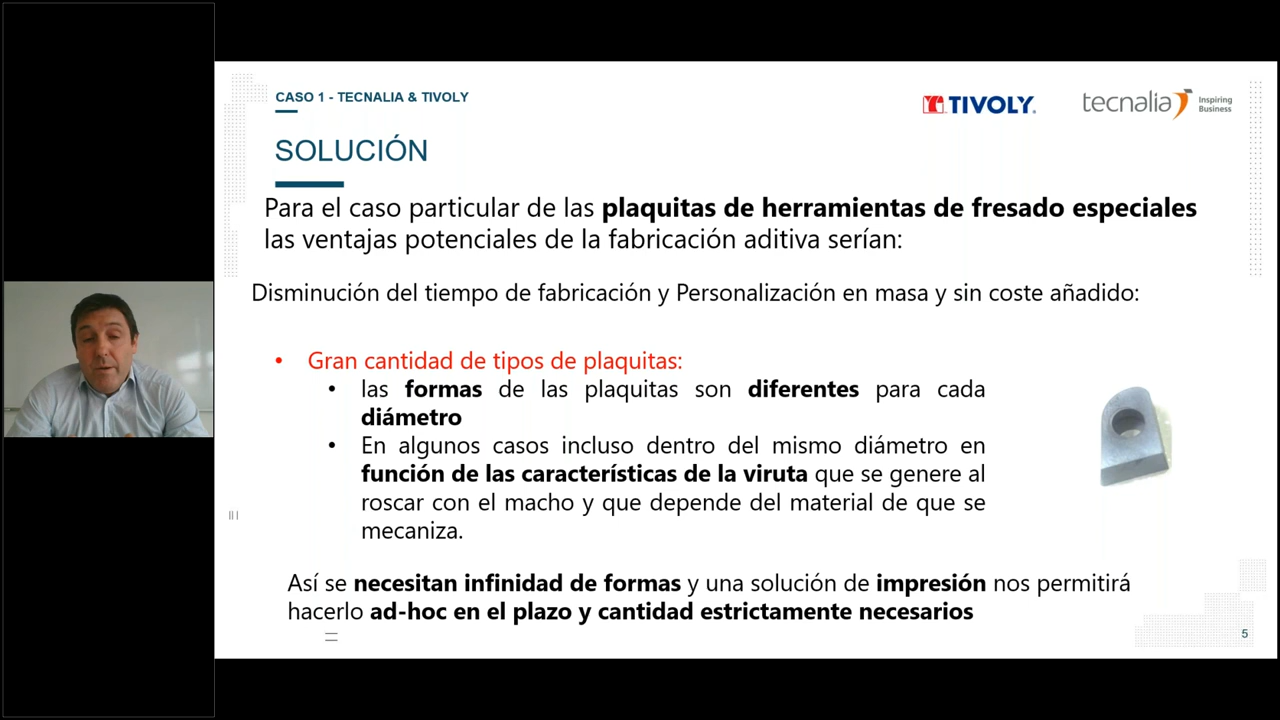 CASO 1 - TECNALIA & TIVOLY
TIVOLY.
tecnalia
Inspiring
Business
SOLUCIÓN
Para el caso particular de las plaquitas de herramientas de fresado especiales
las ventajas potenciales de la fabricación aditiva serían:
Disminución del tiempo de fabricación y Personalización en masa y sin coste añadido:
• Gran cantidad de tipos de plaquitas:
• las formas de las plaquitas son diferentes para cada
diámetro
• En algunos casos incluso dentro del mismo diámetro en
función de las características de la viruta que se genere al
roscar con el macho y que depende del material de que se
mecaniza.
Así se necesitan infinidad de formas y una solución de impresión nos permitirá
hacerlo ad-hoc en el plazo y cantidad estrictamente necesarios
5